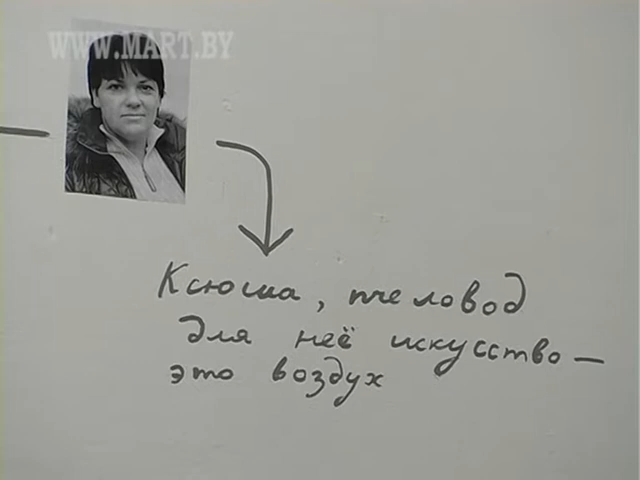 WWW.MART.BY
Ксюша, пчеловод
для неё искусство —
это воздух